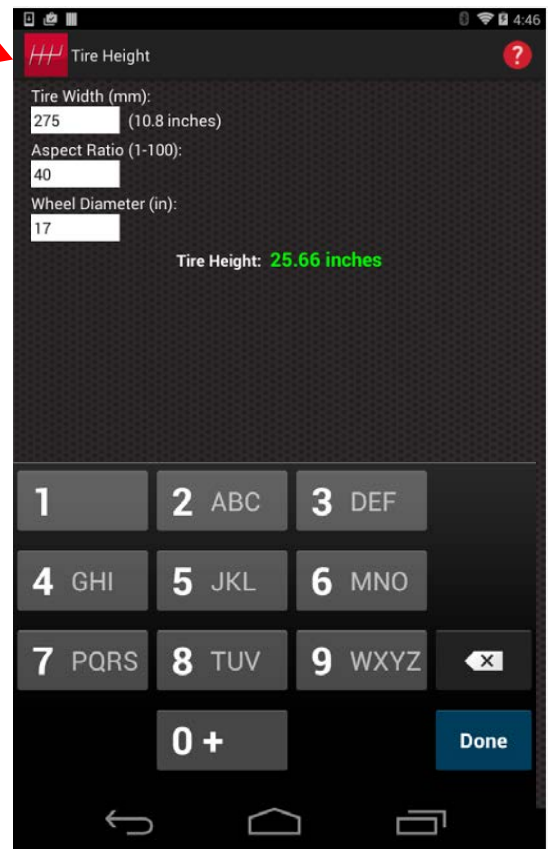 4:46
Tire Height
?
Tire Width (mm):
275 (10.8 inches)
Aspect Ratio (1-100):
40
Wheel Diameter (in):
17
Tire Height: 25.66 inches
1 2 ABC 3 DEF
4 GHI 5 JKL 6 MNO
7 PQRS 8 TUV 9 WXYZ
0 + Done